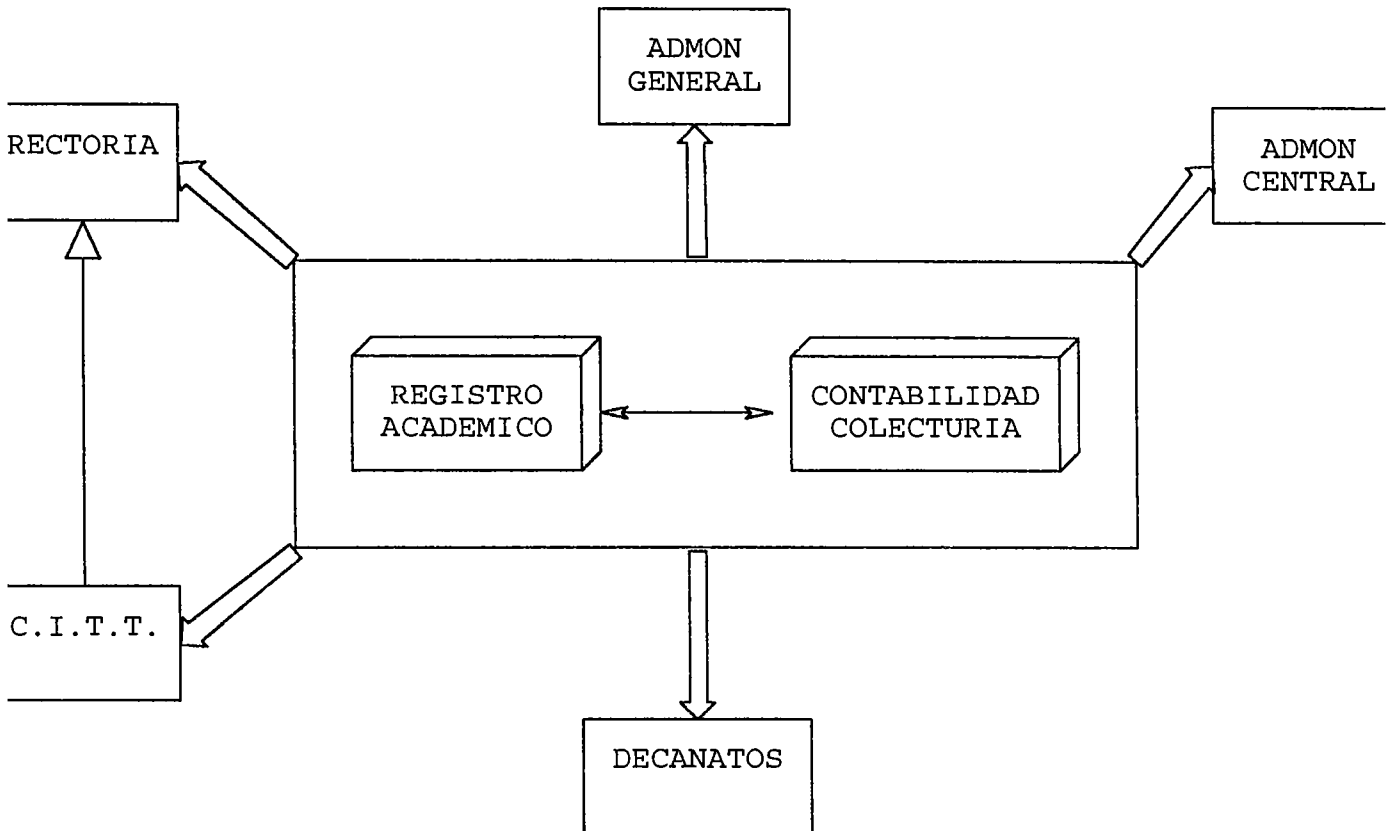 ADMON
GENERAL
RECTORIA
ADMON
CENTRAL
REGISTRO
ACADEMICO
CONTABILIDAD
COLECTURIA
C.I.T.T.
DECANATOS